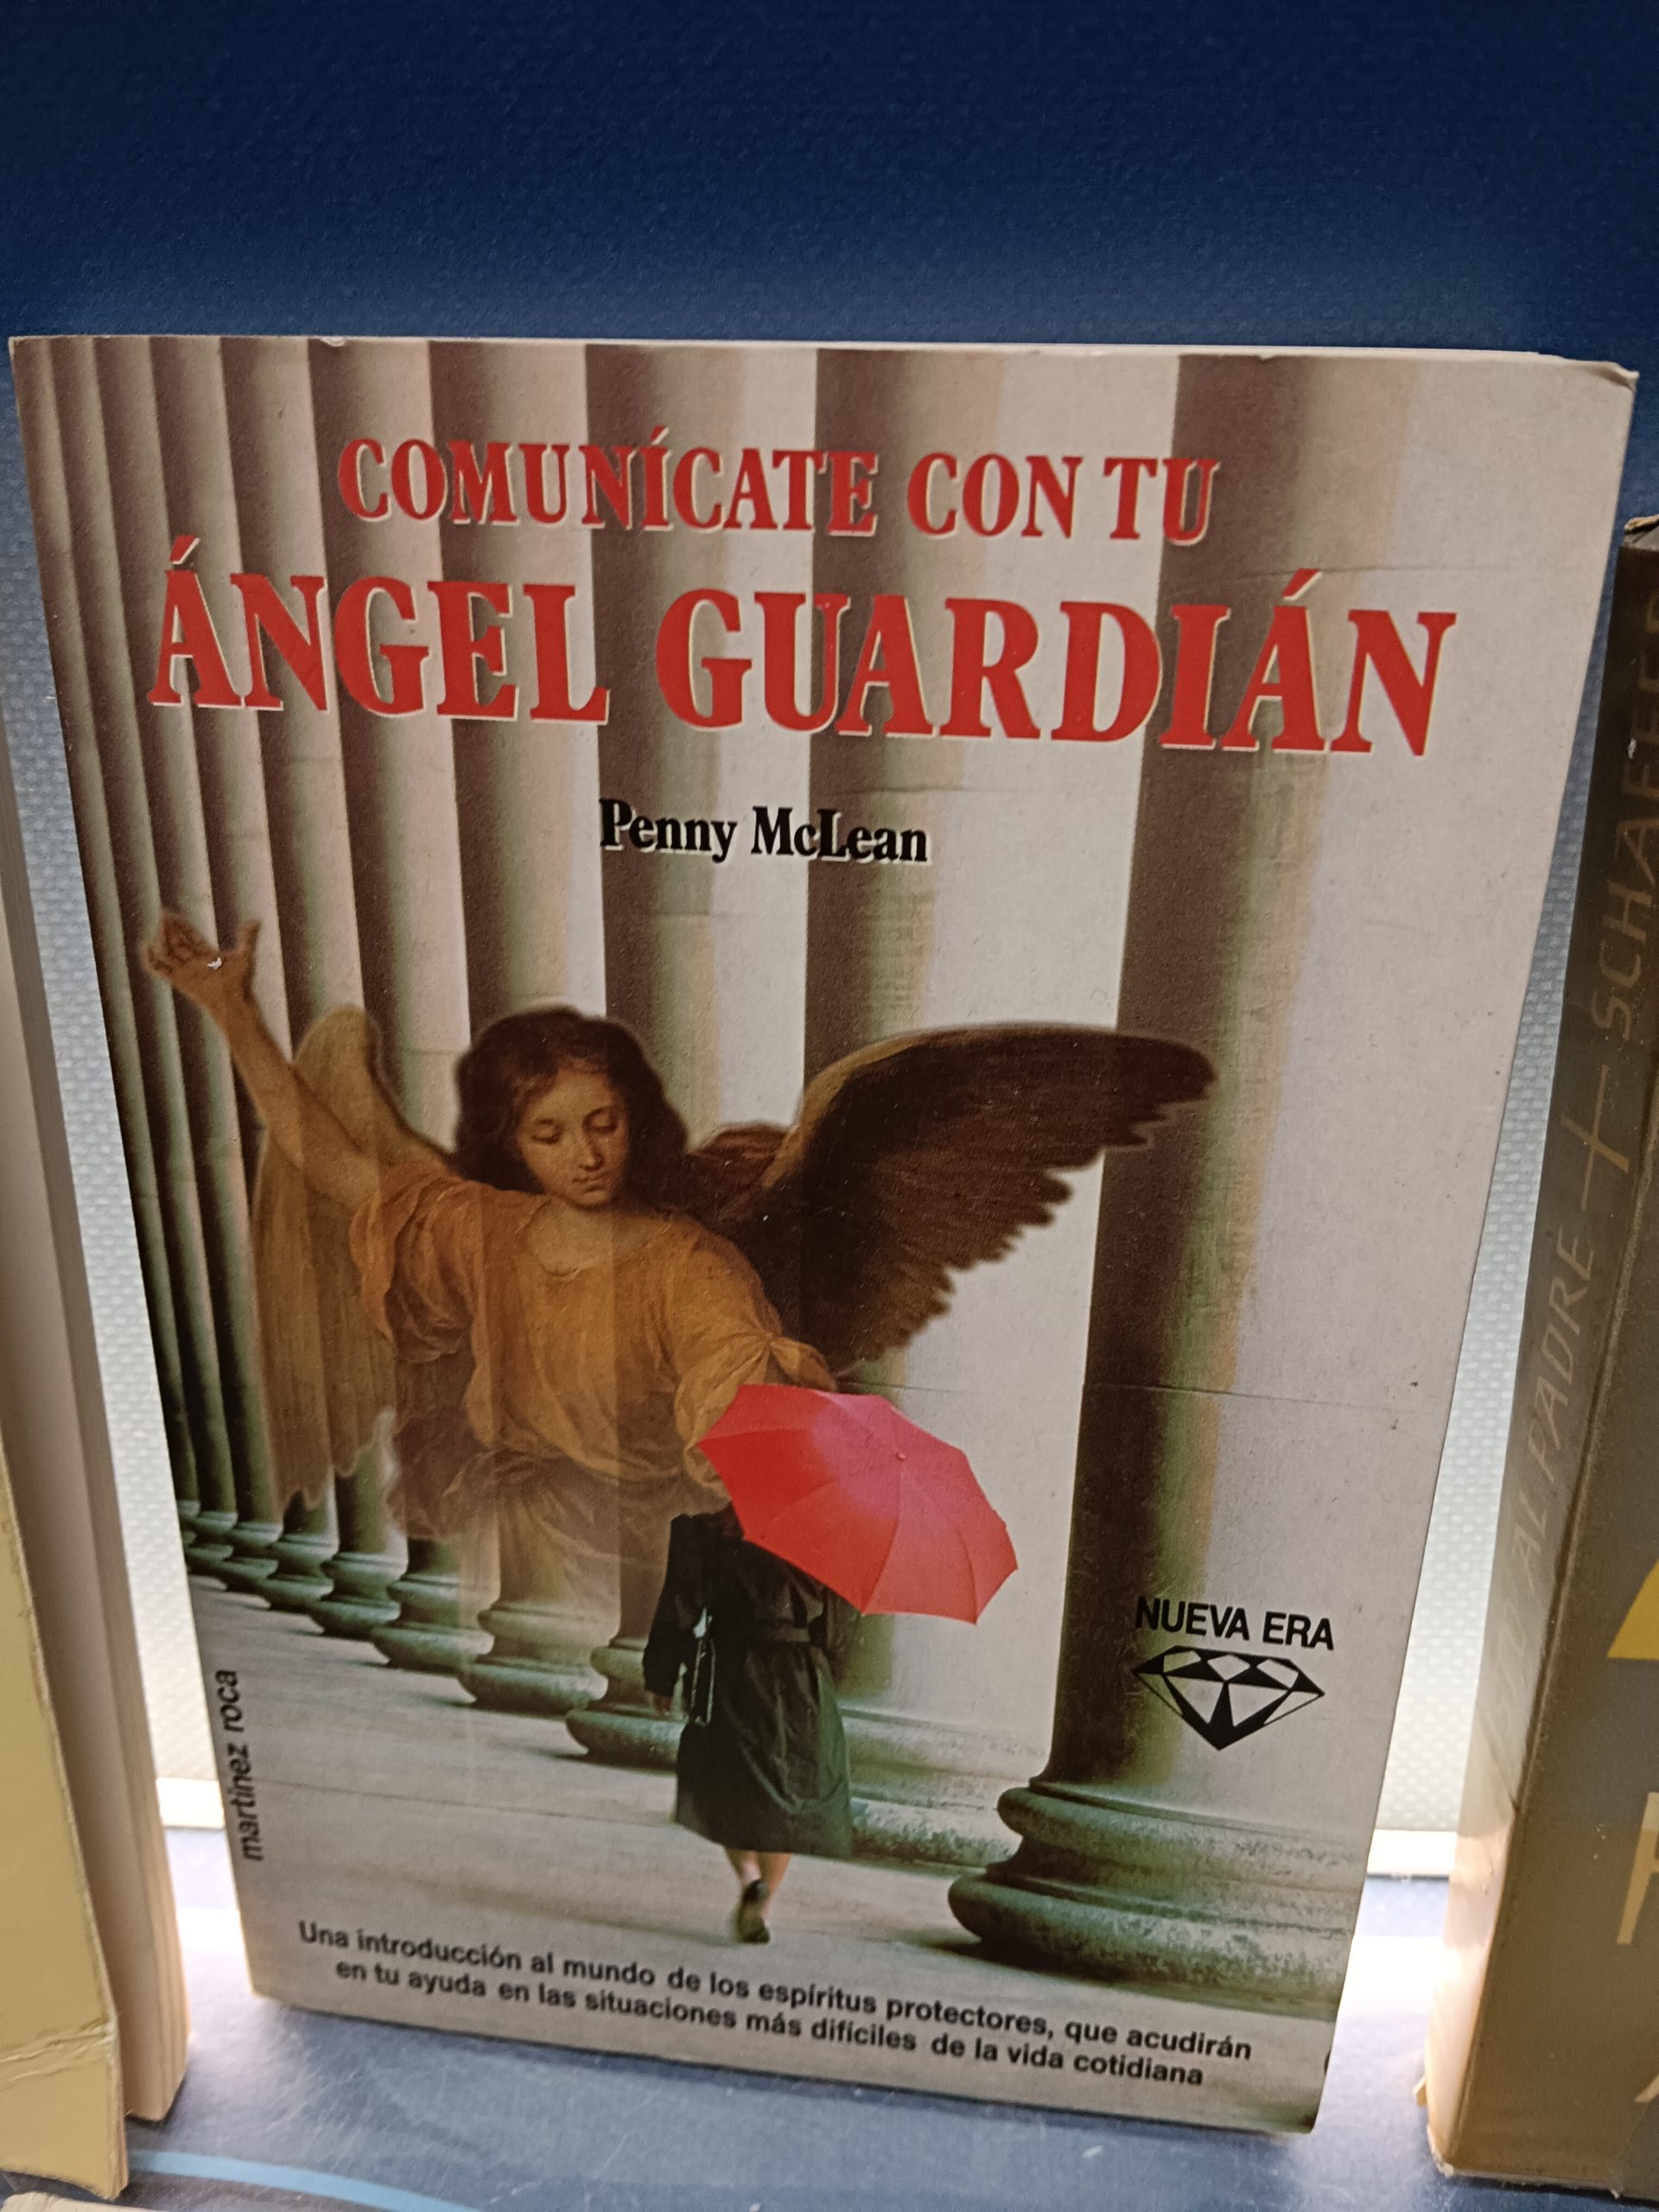 COMUNÍCATE CON TU
ÁNGEL GUARDIÁN
Penny McLean
NUEVA ERA
martínez roca
Una introducción al mundo de los espíritus protectores, que acudirán
en tu ayuda en las situaciones más difíciles de la vida cotidiana
AL PADRE + SCHAEFER